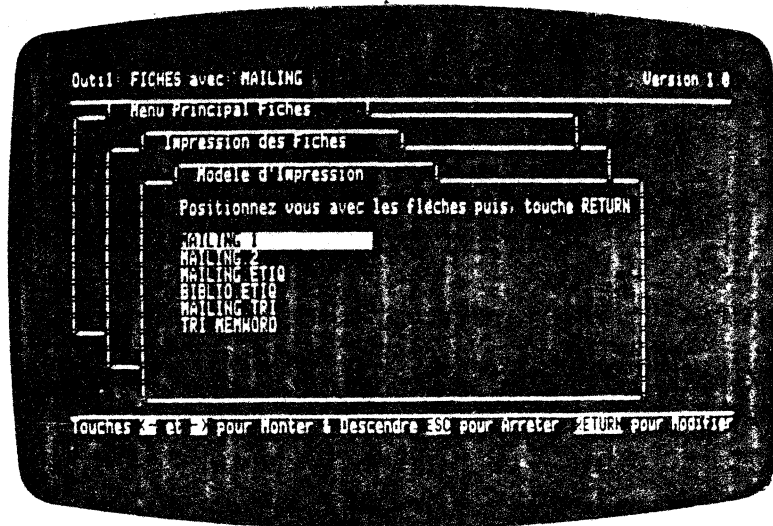 Outil: FICHES avec: MAILING Version 1.0
Menu Principal Fiches
Impression des Fiches
Modèle d'Impression
Positionnez vous avec les fléches puis, touche RETURN
MAILING 1
MAILING 2
MAILING ETIQ
BIBLIO ETIQ
MAILING TRI
TRI MEMWORD
Touches <- et -> pour Monter & Descendre ESC pour Arreter RETURN pour Modifier